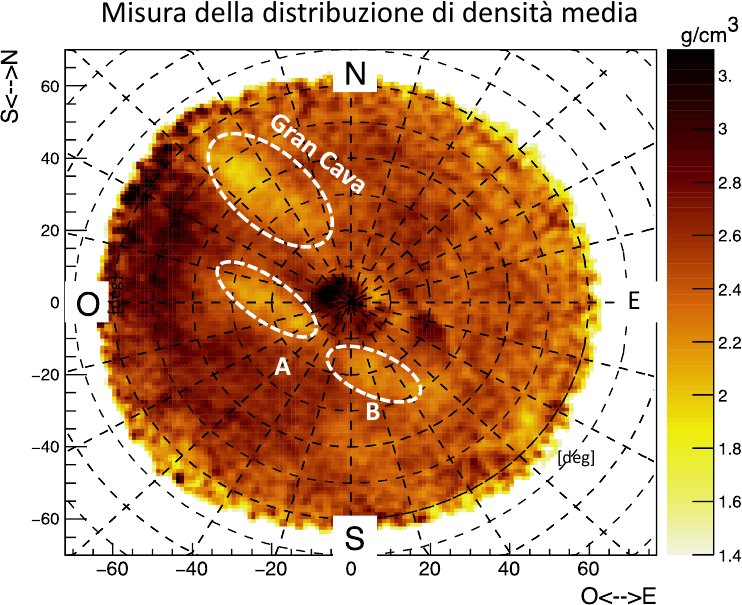 Misura della distribuzione di densità media
g/cm³
S<-->N
N
Gran Cava
O
[deg]
E
A
B
[deg]
S
60
40
20
0
−20
−40
−60
−60
−40
−20
0
20
40
60
O<-->E
3.
3
2.8
2.6
2.4
2.2
2
1.8
1.6
1.4